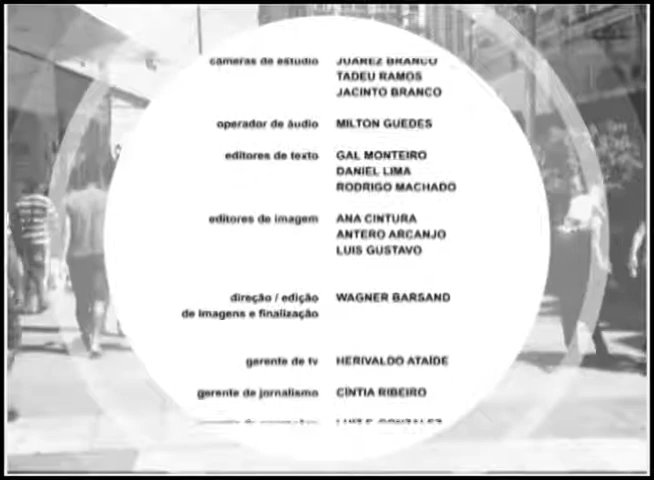 câmeras de estúdio JUAREZ BRANCO
TADEU RAMOS
JACINTO BRANCO
operador de áudio MILTON GUEDES
editores de texto GAL MONTEIRO
DANIEL LIMA
RODRIGO MACHADO
editores de imagem ANA CINTURA
ANTERO ARCANJO
LUIS GUSTAVO
direção / edição WAGNER BARSAND
de imagens e finalização
gerente de tv HERIVALDO ATAÍDE
gerente de jornalismo CÍNTIA RIBEIRO